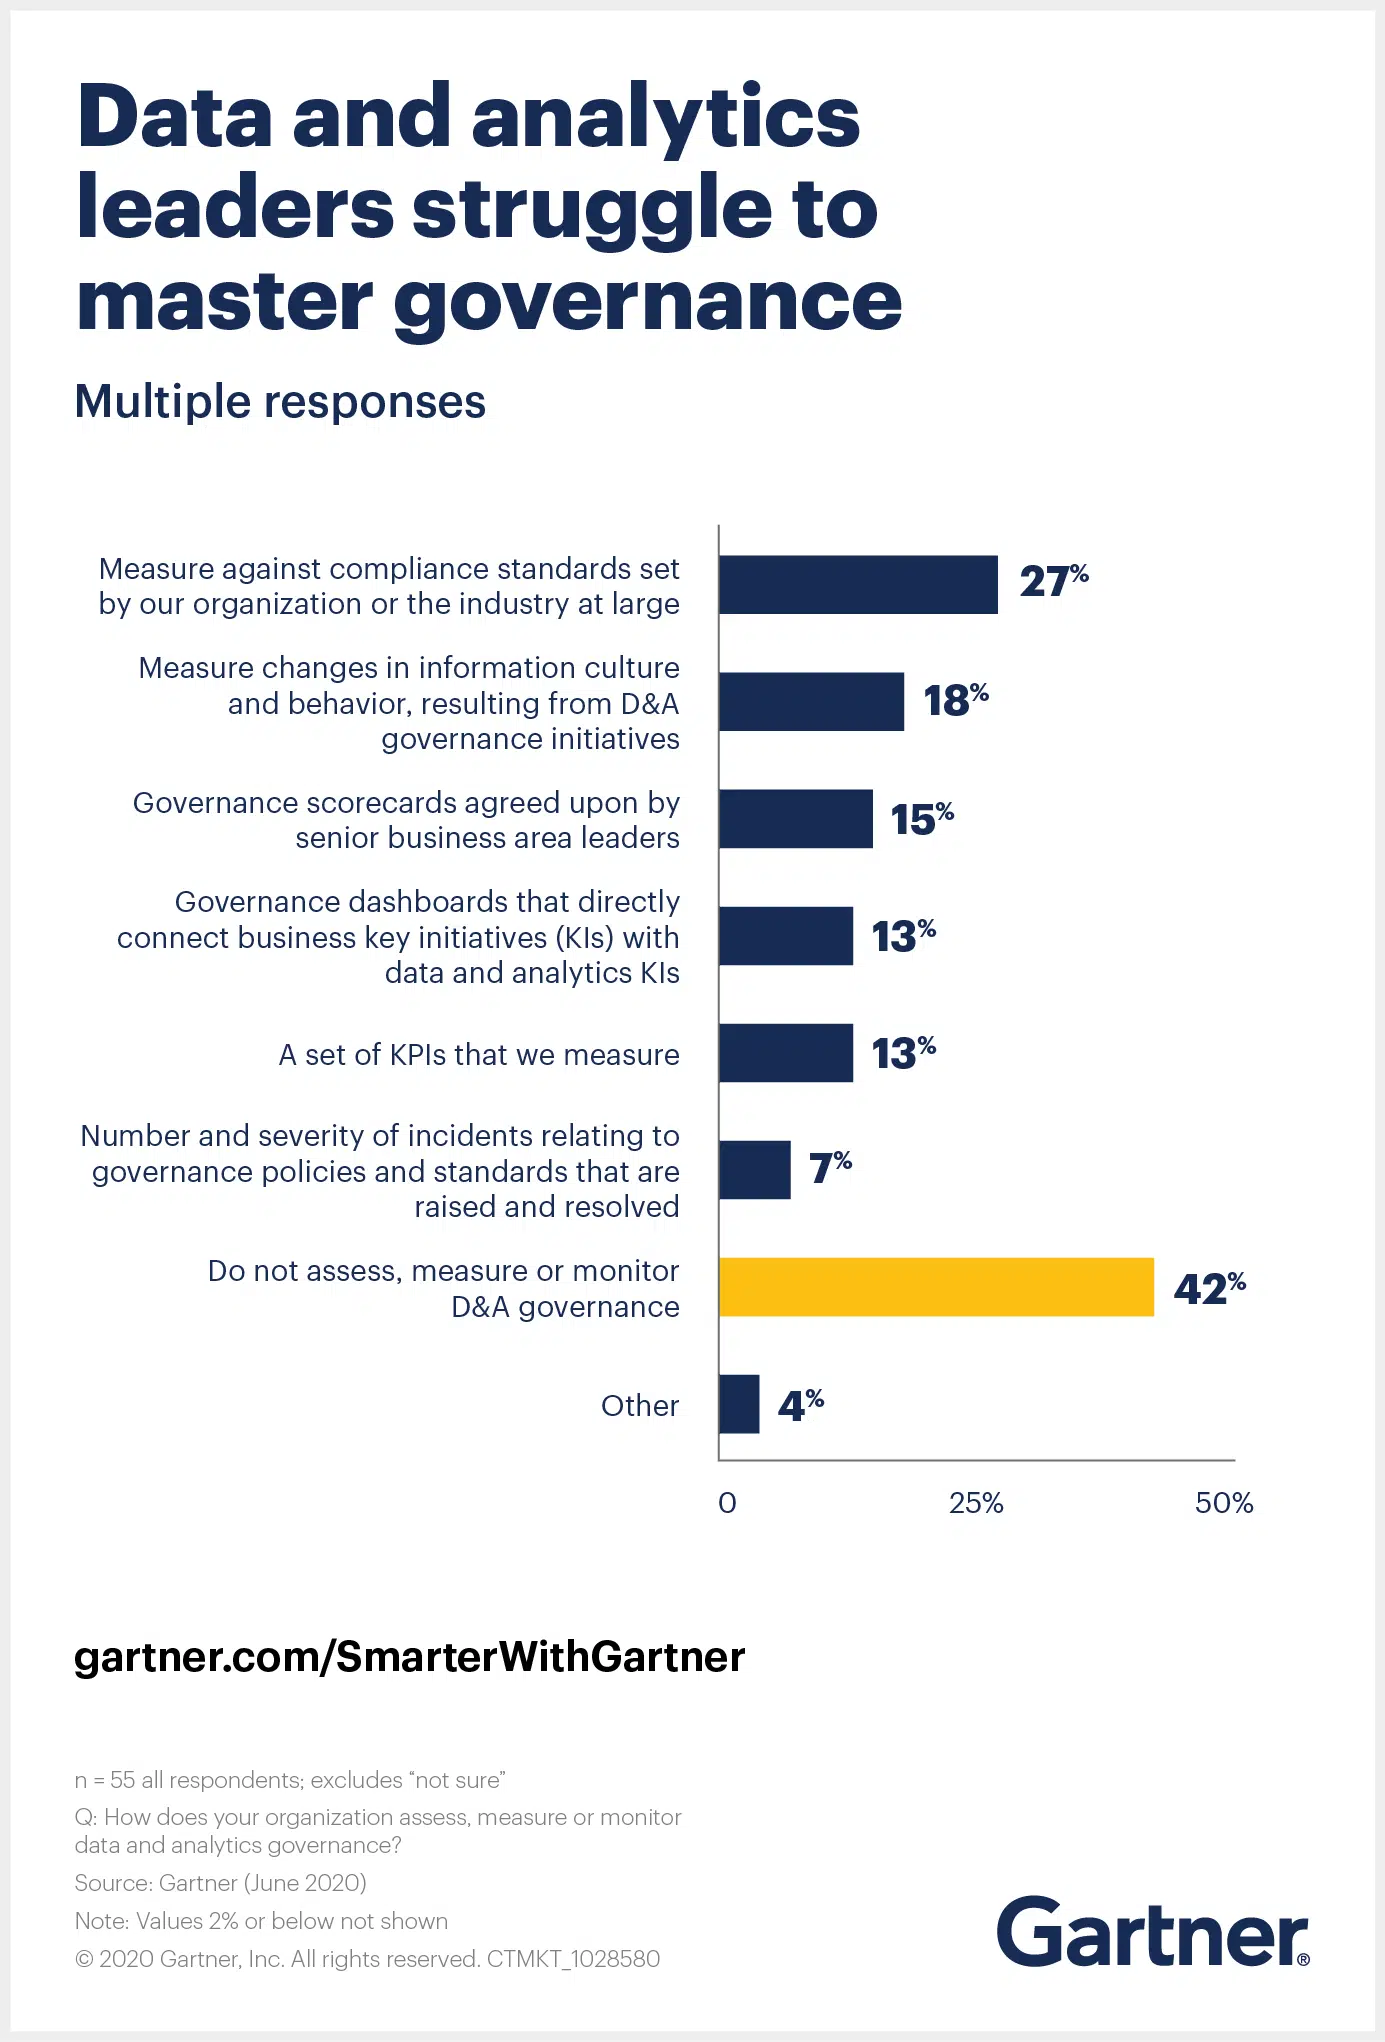 Data and analytics
leaders struggle to
master governance
Multiple responses
Measure against compliance standards set
by our organization or the industry at large
27%
Measure changes in information culture
and behavior, resulting from D&A
governance initiatives
18%
Governance scorecards agreed upon by
senior business area leaders
15%
Governance dashboards that directly
connect business key initiatives (KIs) with
data and analytics KIs
13%
A set of KPIs that we measure
13%
Number and severity of incidents relating to
governance policies and standards that are
raised and resolved
7%
Do not assess, measure or monitor
D&A governance
42%
Other
4%
0 25% 50%
gartner.com/SmarterWithGartner
n = 55 all respondents; excludes “not sure”
Q: How does your organization assess, measure or monitor
data and analytics governance?
Source: Gartner (June 2020)
Note: Values 2% or below not shown
© 2020 Gartner, Inc. All rights reserved. CTMKT_1028580
Gartner®